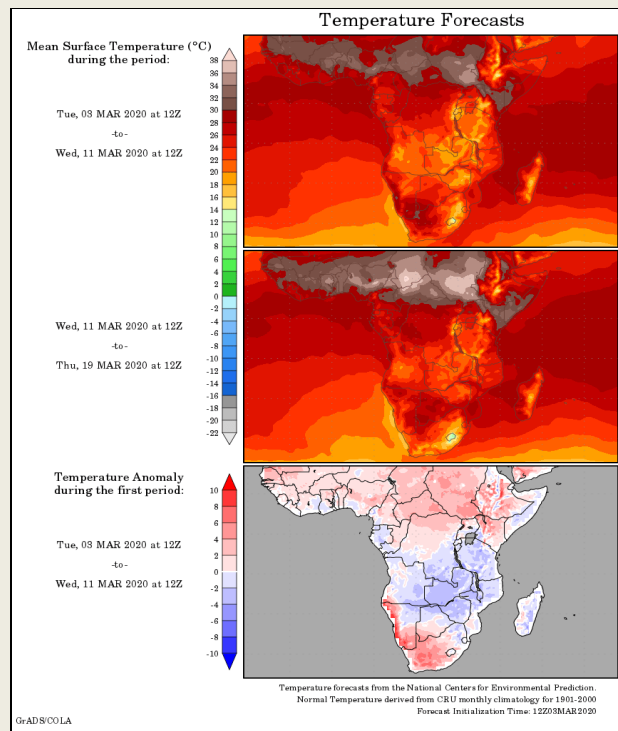 Temperature Forecasts
Mean Surface Temperature (°C)
during the period:
Tue, 03 MAR 2020 at 12Z
-to-
Wed, 11 MAR 2020 at 12Z
38
36
34
32
30
28
26
24
22
20
18
16
14
12
10
8
6
4
2
0
-2
-4
-6
-8
-10
-12
-14
-16
-18
-20
-22
Wed, 11 MAR 2020 at 12Z
-to-
Thu, 19 MAR 2020 at 12Z
Temperature Anomaly
during the first period:
Tue, 03 MAR 2020 at 12Z
-to-
Wed, 11 MAR 2020 at 12Z
10
8
6
4
2
0
-2
-4
-6
-8
-10
Temperature forecasts from the National Centers for Environmental Prediction.
Normal Temperature derived from CRU monthly climatology for 1901-2000
Forecast Initialization Time: 12Z03MAR2020
GrADS/COLA